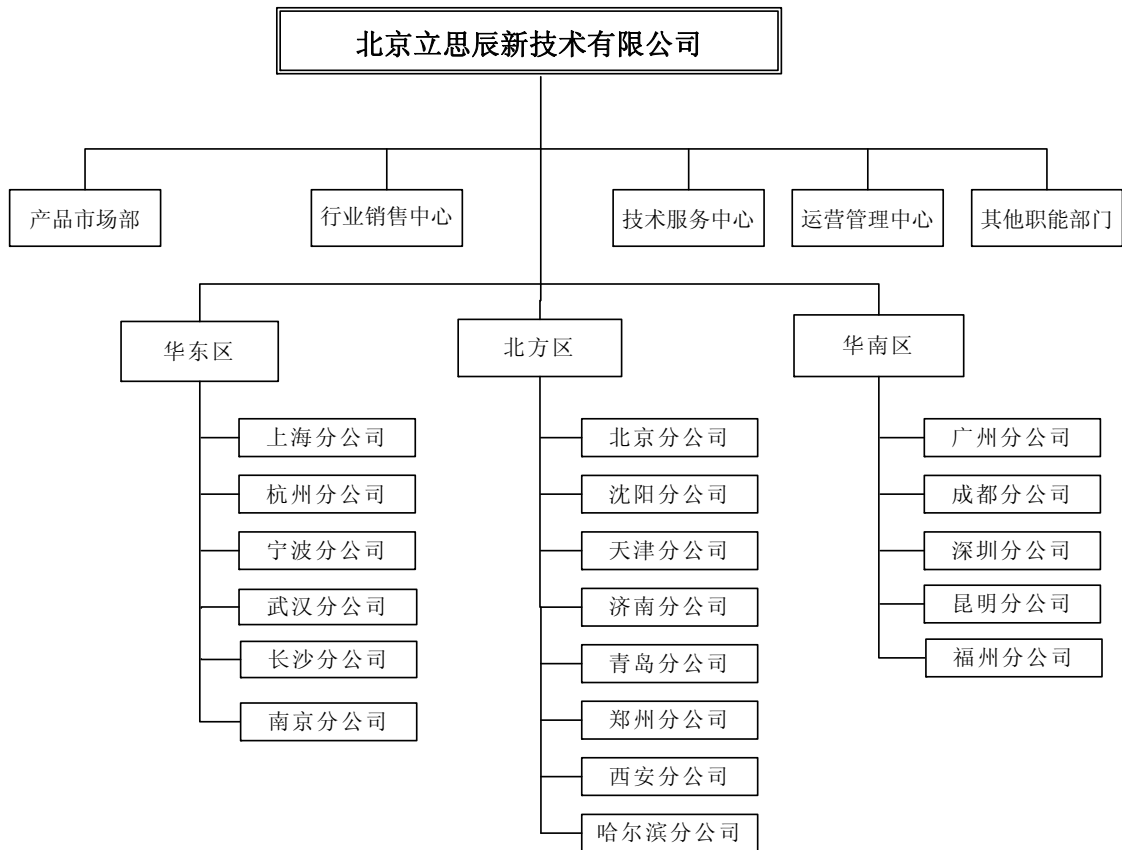 北京立思辰新技术有限公司
产品市场部
行业销售中心
技术服务中心
运营管理中心
其他职能部门
华东区
北方区
华南区
上海分公司
杭州分公司
宁波分公司
武汉分公司
长沙分公司
南京分公司
北京分公司
沈阳分公司
天津分公司
济南分公司
青岛分公司
郑州分公司
西安分公司
哈尔滨分公司
广州分公司
成都分公司
深圳分公司
昆明分公司
福州分公司